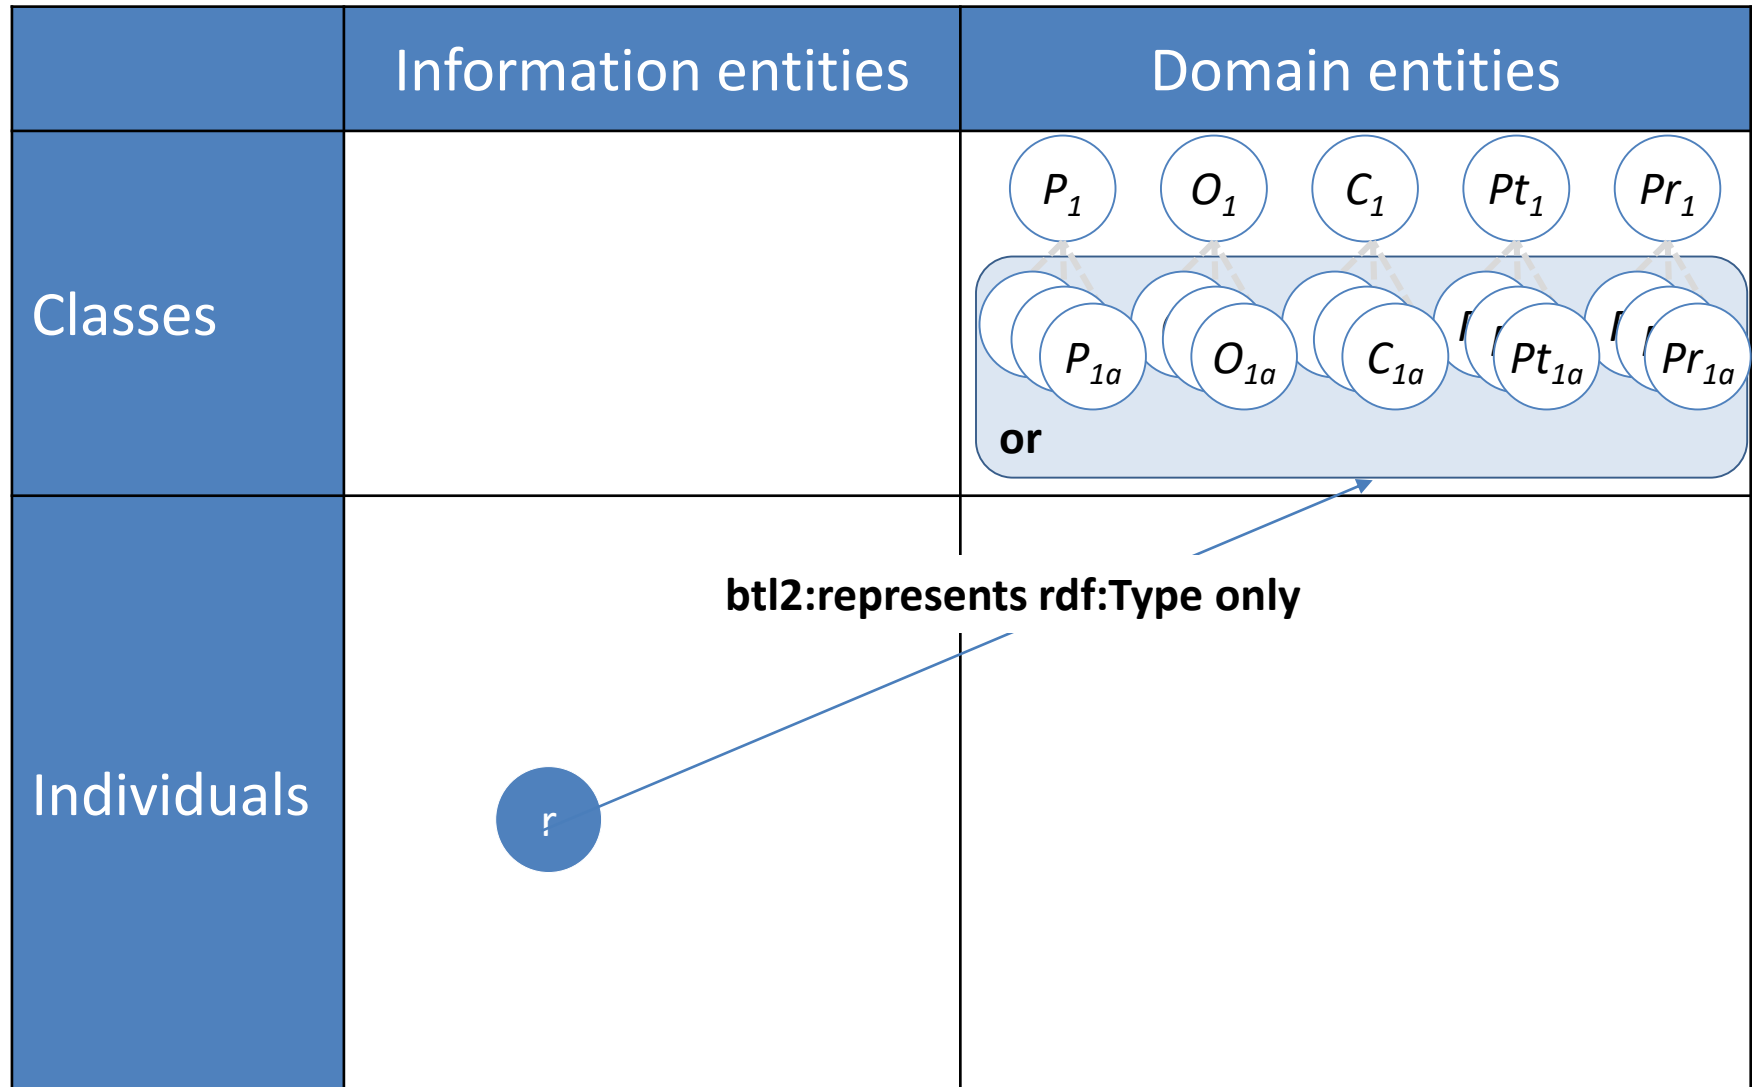 Information entities Domain entities
P1 O1 C1 Pt1 Pr1
Classes
P1a O1a C1a Pt1a Pr1a
or
btl2:represents rdf:Type only
Individuals
r